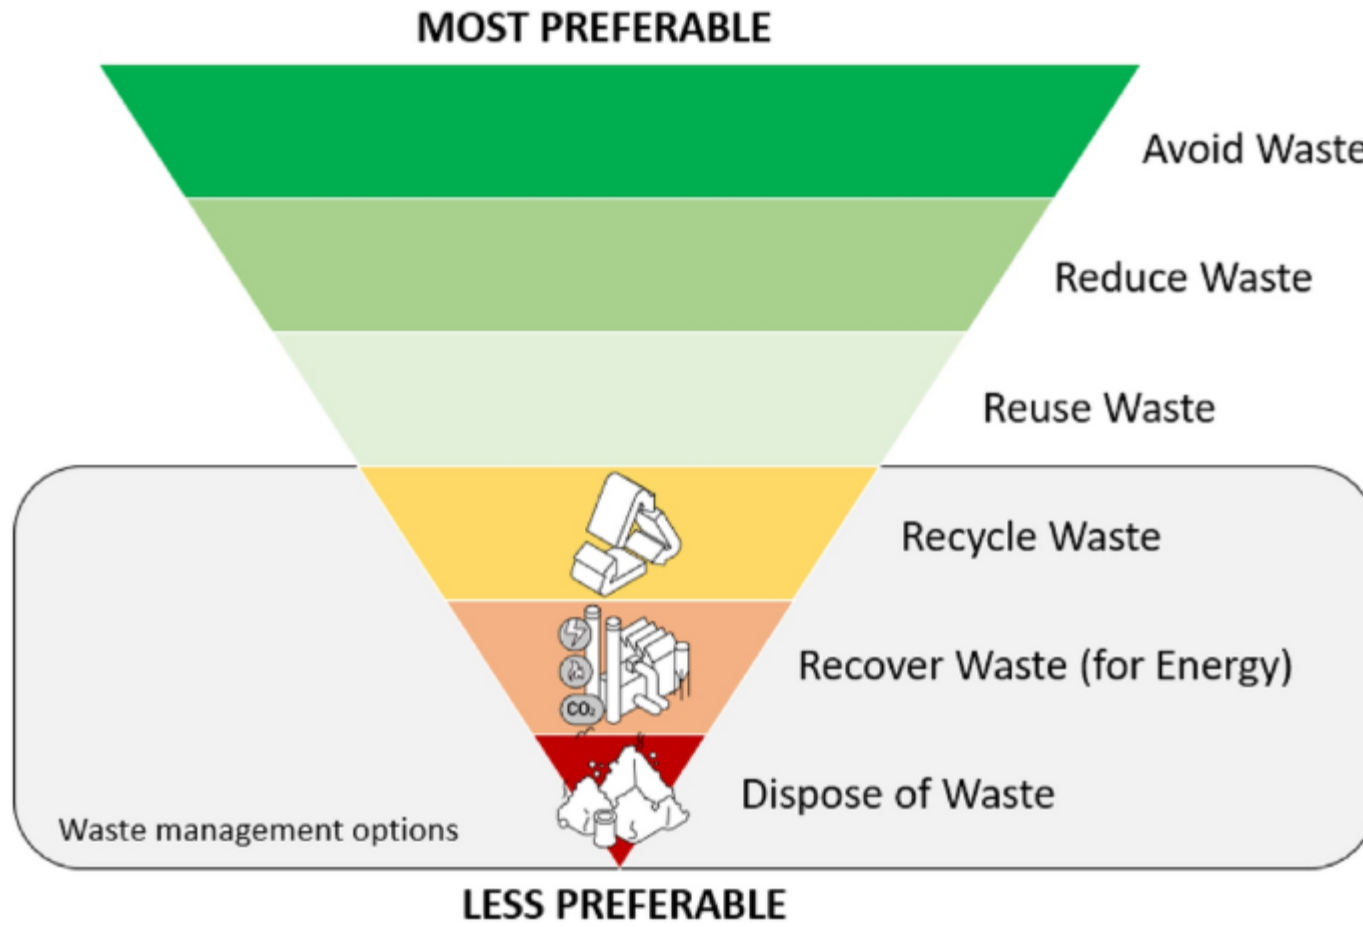 MOST PREFERABLE
Avoid Waste
Reduce Waste
Reuse Waste
Recycle Waste
Recover Waste (for Energy)
CO₂
Dispose of Waste
Waste management options
LESS PREFERABLE